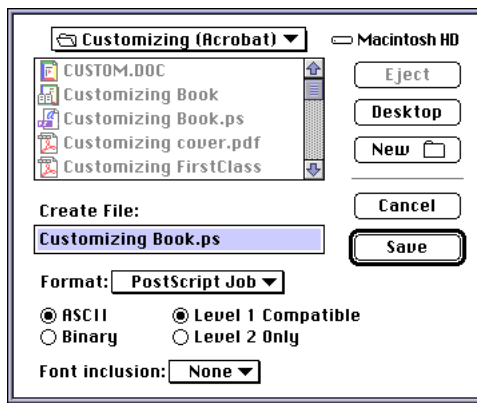 Customizing (Acrobat)
Macintosh HD
CUSTOM.DOC
Customizing Book
Customizing Book.ps
Customizing cover.pdf
Customizing FirstClass
Eject
Desktop
New
Create File:
Customizing Book.ps
Cancel
Save
Format: PostScript Job
ASCII Level 1 Compatible
Binary Level 2 Only
Font inclusion: None